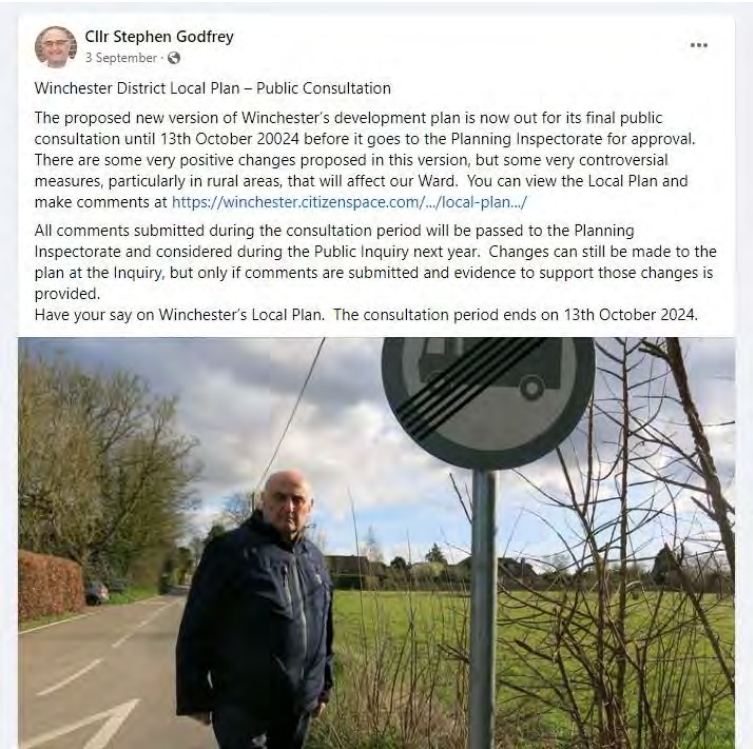 Cllr Stephen Godfrey
3 September
Winchester District Local Plan – Public Consultation
The proposed new version of Winchester's development plan is now out for its final public
consultation until 13th October 20024 before it goes to the Planning Inspectorate for approval.
There are some very positive changes proposed in this version, but some very controversial
measures, particularly in rural areas, that will affect our Ward.  You can view the Local Plan and
make comments at https://winchester.citizenspace.com/.../local-plan.../
All comments submitted during the consultation period will be passed to the Planning
Inspectorate and considered during the Public Inquiry next year.  Changes can still be made to the
plan at the Inquiry, but only if comments are submitted and evidence to support those changes is
provided.
Have your say on Winchester's Local Plan.  The consultation period ends on 13th October 2024.